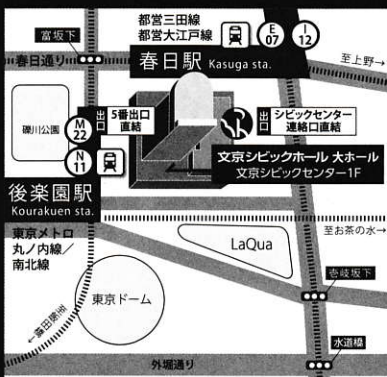 都営三田線
都営大江戸線
E
07
I
12
富坂下
春日通り
春日駅 Kasuga sta.
至上野→
礫川公園
M
22
出口
5番出口
直結
出口
シビックセンター
連絡口直結
N
11
文京シビックホール 大ホール
文京シビックセンター1F
後楽園駅
Kourakuen sta.
東京メトロ
丸ノ内線／
南北線
至お茶の水→
LaQua
壱岐坂下
東京ドーム
←至飯田橋
水道橋
外堀通り